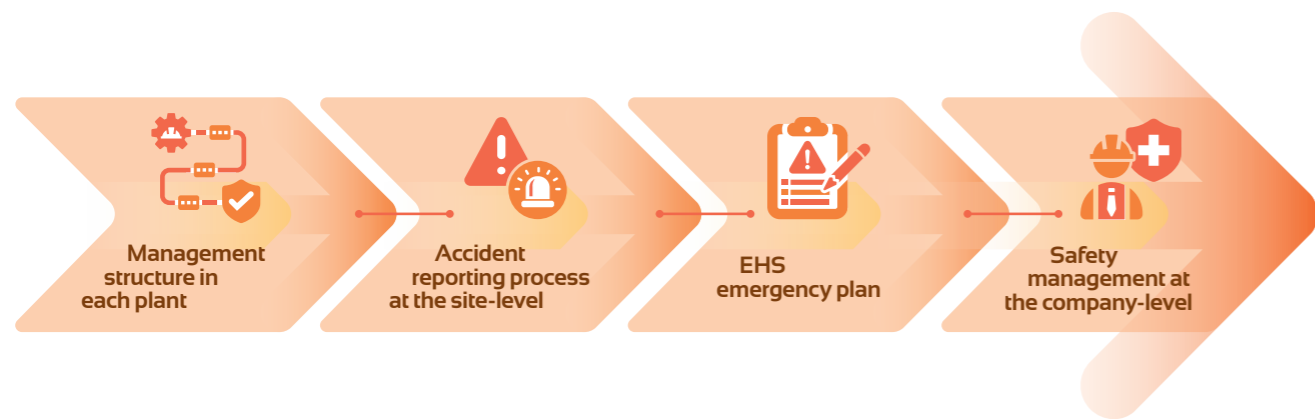 Management
structure in
each plant
Accident
reporting process
at the site-level
EHS
emergency plan
Safety
management at
the company-level